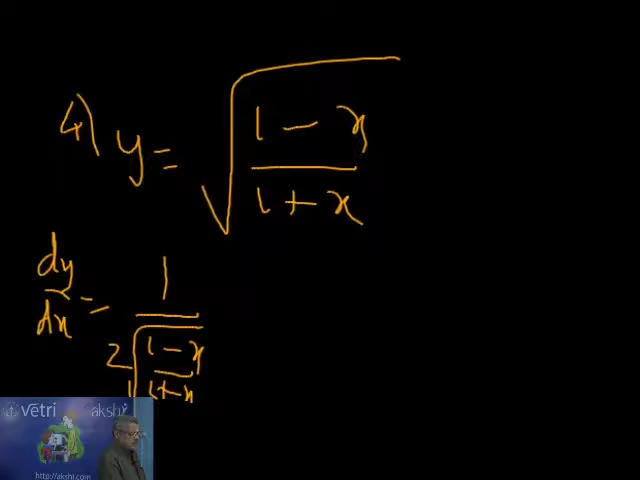 4) y = √((1 - x)/(1 + x))
dy/dx = 1/(2√((1 - x)/(1 + x)))
vetri akshi
http://akshi.com